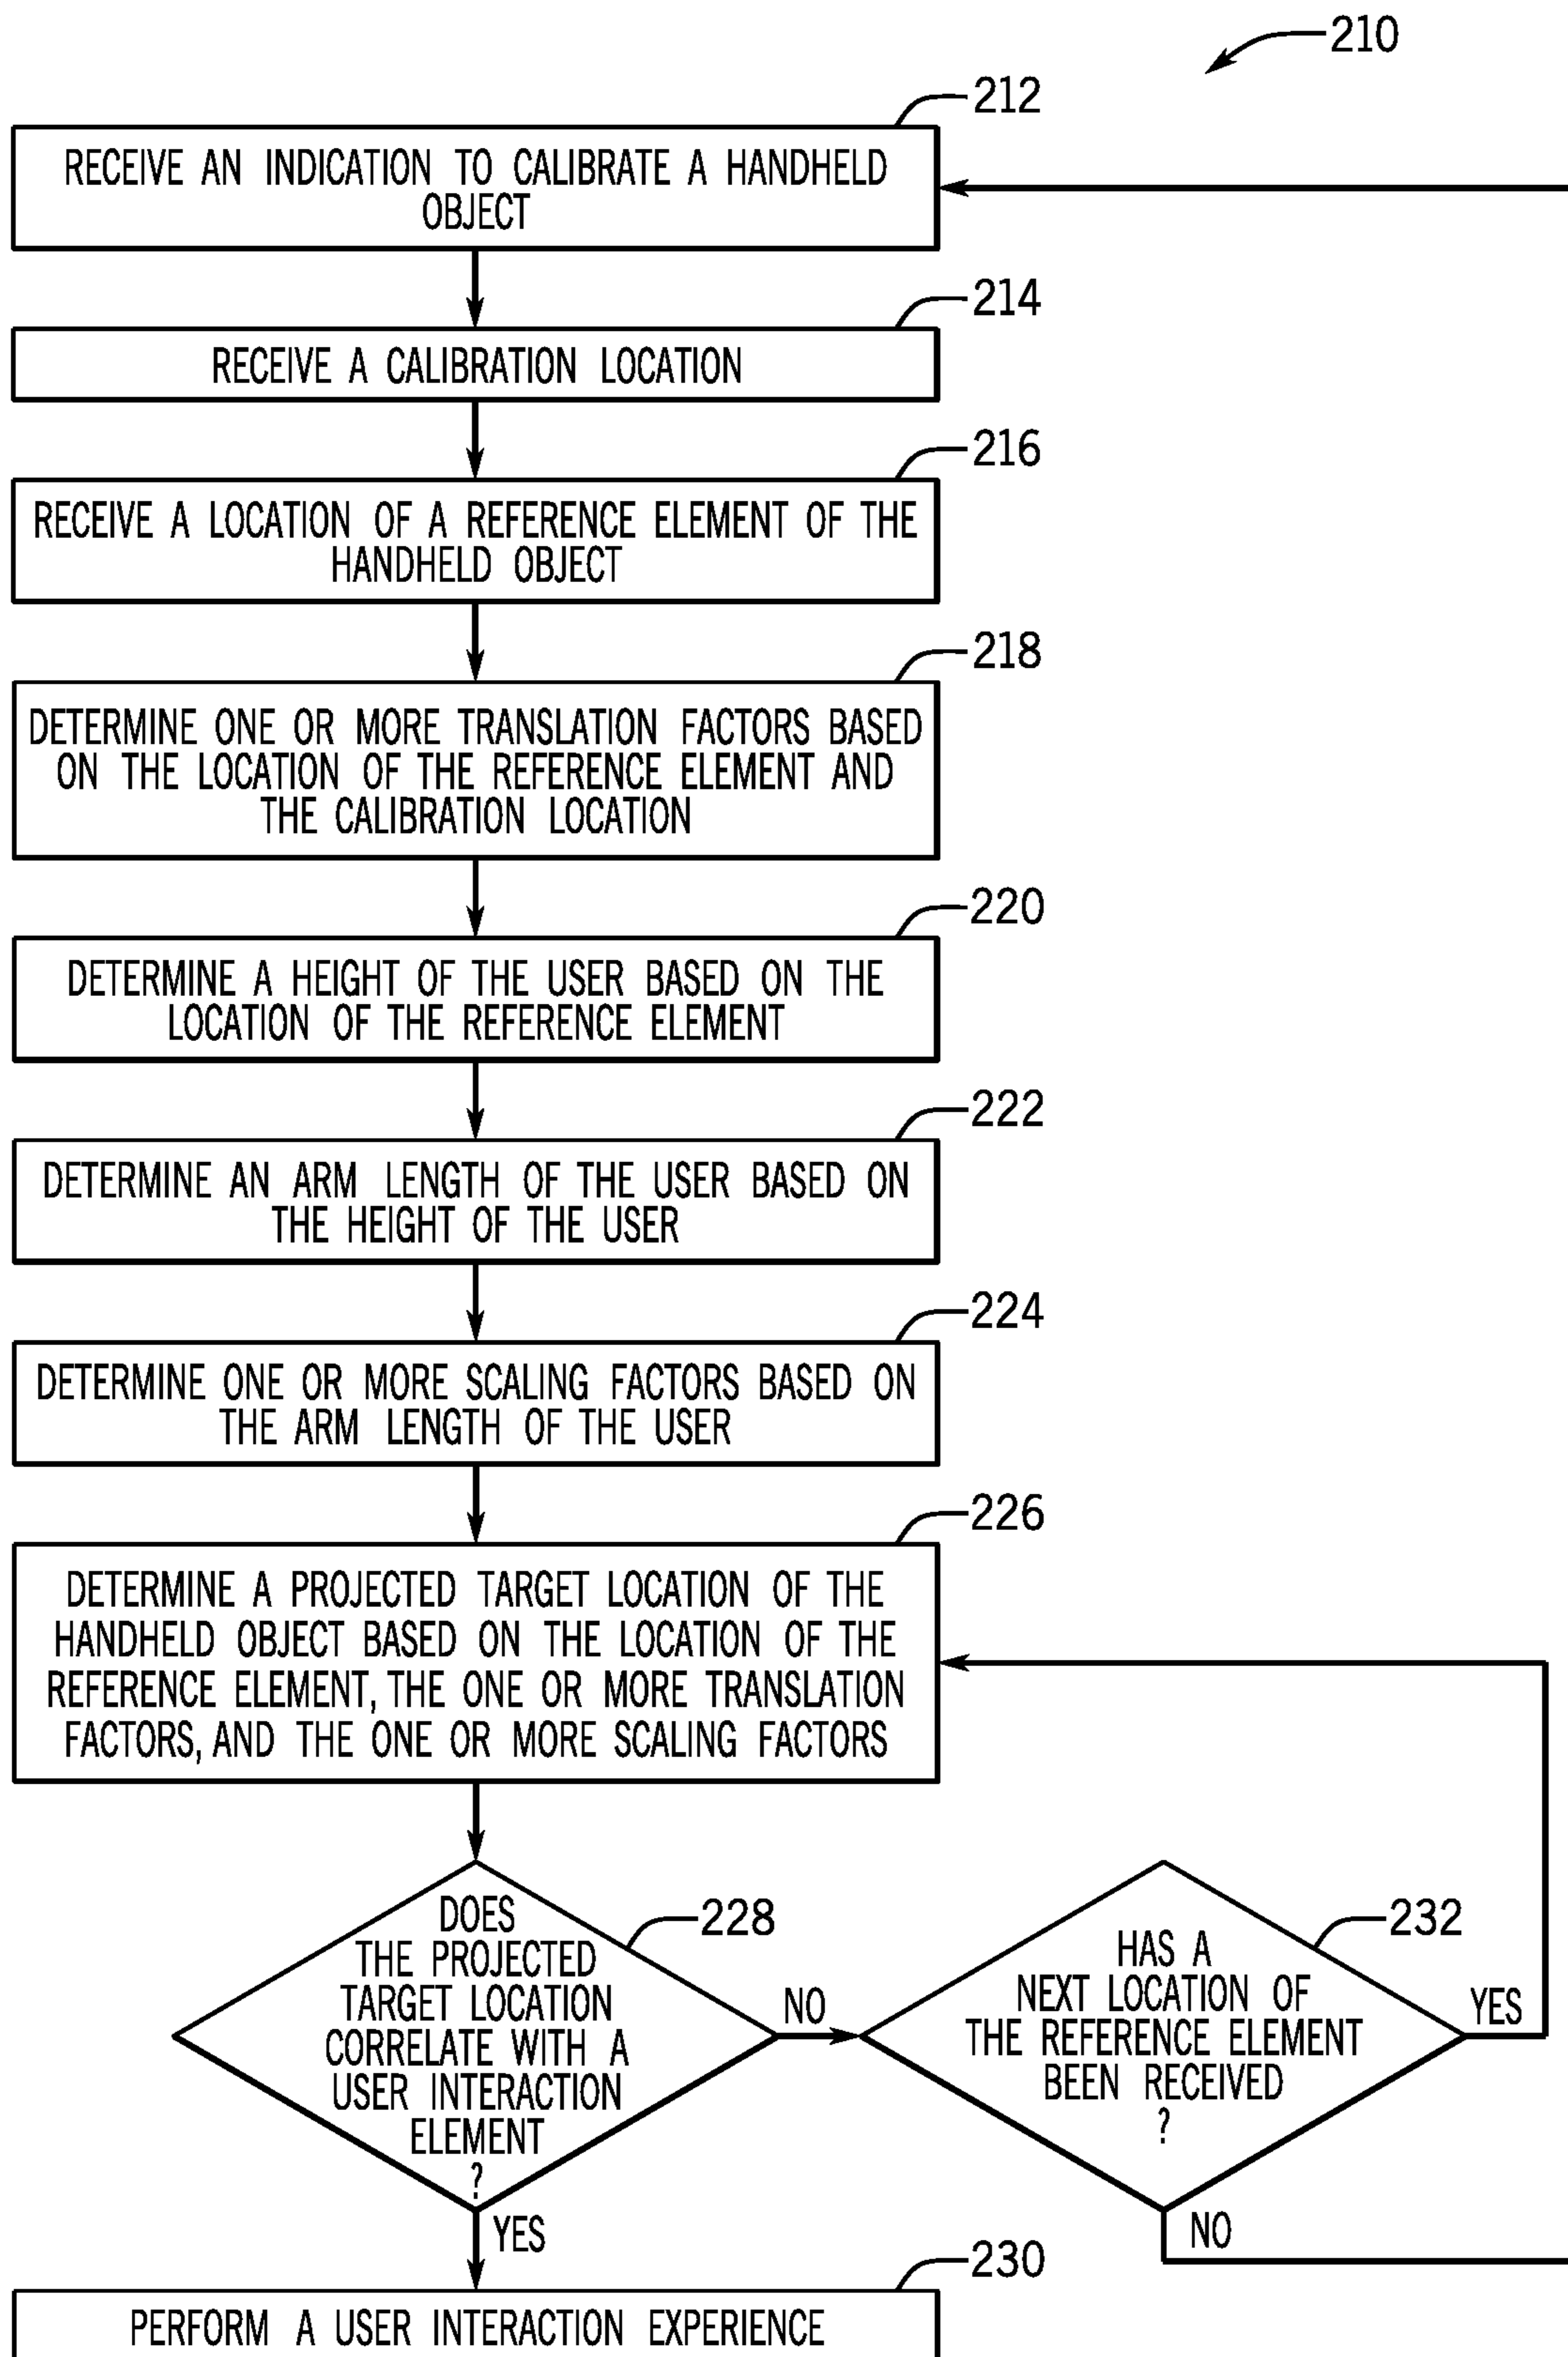 210
212
RECEIVE AN INDICATION TO CALIBRATE A HANDHELD
OBJECT
214
RECEIVE A CALIBRATION LOCATION
216
RECEIVE A LOCATION OF A REFERENCE ELEMENT OF THE
HANDHELD OBJECT
218
DETERMINE ONE OR MORE TRANSLATION FACTORS BASED
ON THE LOCATION OF THE REFERENCE ELEMENT AND
THE CALIBRATION LOCATION
220
DETERMINE A HEIGHT OF THE USER BASED ON THE
LOCATION OF THE REFERENCE ELEMENT
222
DETERMINE AN ARM LENGTH OF THE USER BASED ON
THE HEIGHT OF THE USER
224
DETERMINE ONE OR MORE SCALING FACTORS BASED ON
THE ARM LENGTH OF THE USER
226
DETERMINE A PROJECTED TARGET LOCATION OF THE
HANDHELD OBJECT BASED ON THE LOCATION OF THE
REFERENCE ELEMENT, THE ONE OR MORE TRANSLATION
FACTORS, AND THE ONE OR MORE SCALING FACTORS
228
DOES
THE PROJECTED
TARGET LOCATION
CORRELATE WITH A
USER INTERACTION
ELEMENT
?
NO
232
HAS A
NEXT LOCATION OF
THE REFERENCE ELEMENT
BEEN RECEIVED
?
YES
NO
YES
230
PERFORM A USER INTERACTION EXPERIENCE